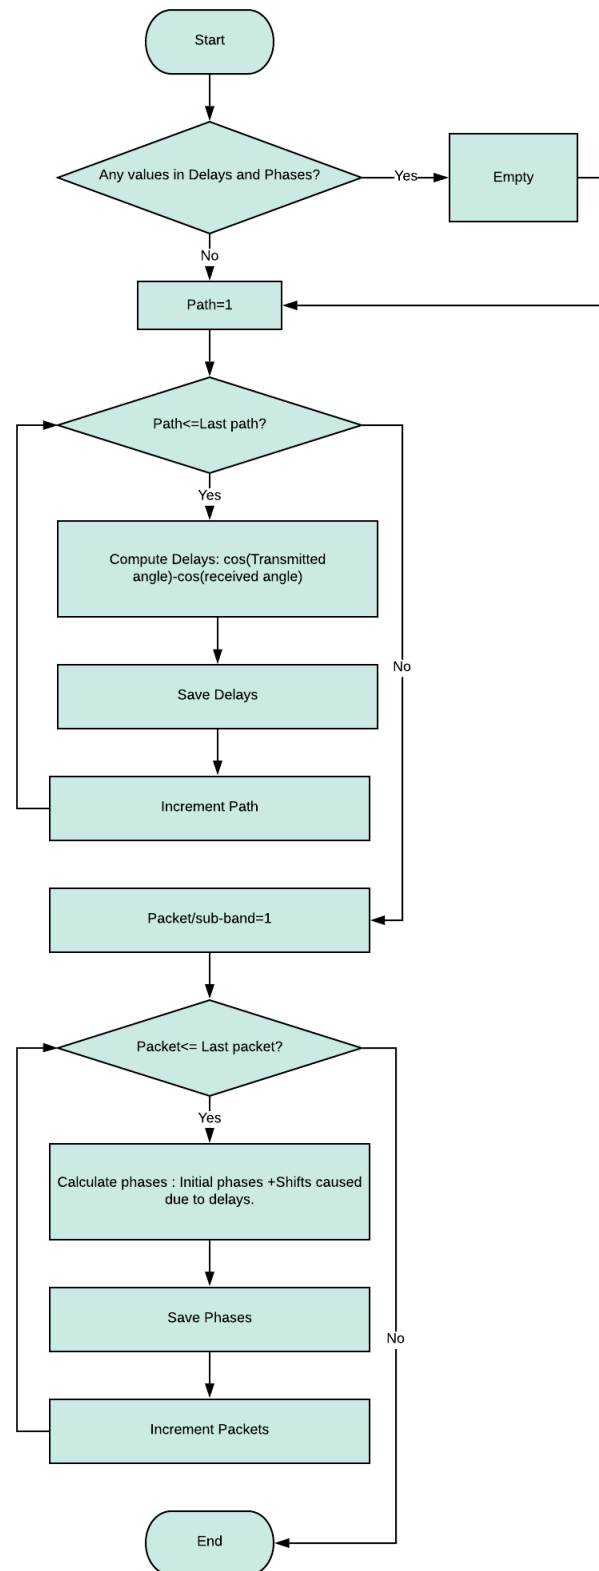 Start
Any values in Delays and Phases?
Yes
Empty
No
Path=1
Path<=Last path?
Yes
Compute Delays: cos(Transmitted
angle)-cos(received angle)
No
Save Delays
Increment Path
Packet/sub-band=1
Packet<= Last packet?
Yes
Calculate phases : Initial phases +Shifts caused
due to delays.
Save Phases
No
Increment Packets
End